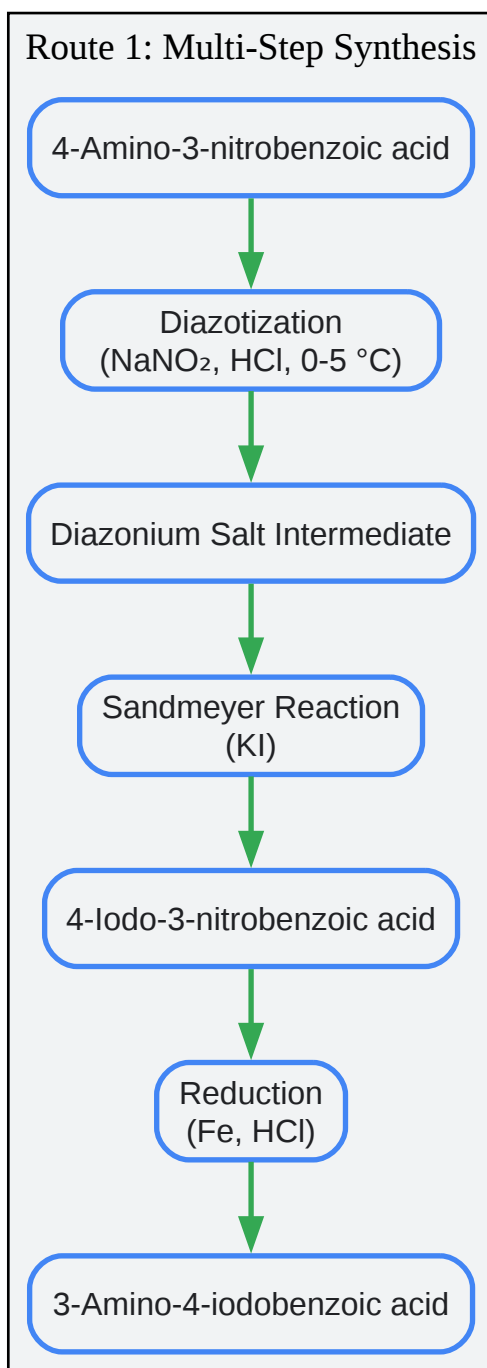 Route 1: Multi-Step Synthesis
4-Amino-3-nitrobenzoic acid
Diazotization
(NaNO₂, HCl, 0-5 °C)
Diazonium Salt Intermediate
Sandmeyer Reaction
(KI)
4-Iodo-3-nitrobenzoic acid
Reduction
(Fe, HCl)
3-Amino-4-iodobenzoic acid